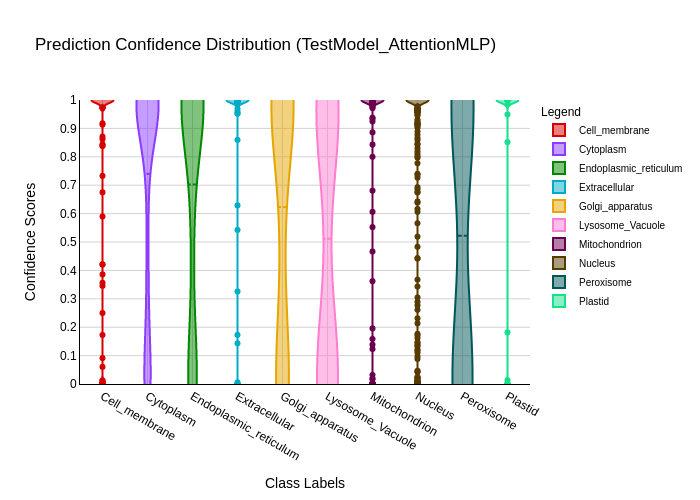 Prediction Confidence Distribution (TestModel_AttentionMLP)
Legend
Cell_membrane
Cytoplasm
Endoplasmic_reticulum
Extracellular
Golgi_apparatus
Lysosome_Vacuole
Mitochondrion
Nucleus
Peroxisome
Plastid
Confidence Scores
1
0.9
0.8
0.7
0.6
0.5
0.4
0.3
0.2
0.1
0
Cell_membrane
Cytoplasm
Endoplasmic_reticulum
Extracellular
Golgi_apparatus
Lysosome_Vacuole
Mitochondrion
Nucleus
Peroxisome
Plastid
Class Labels